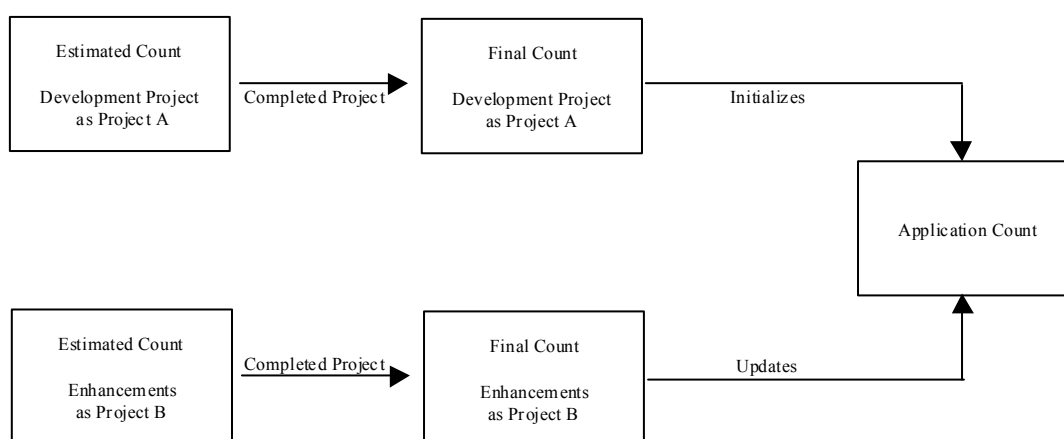 Estimated Count
Development Project
as Project A
Completed Project
Final Count
Development Project
as Project A
Initializes
Application Count
Estimated Count
Enhancements
as Project B
Completed Project
Final Count
Enhancements
as Project B
Updates